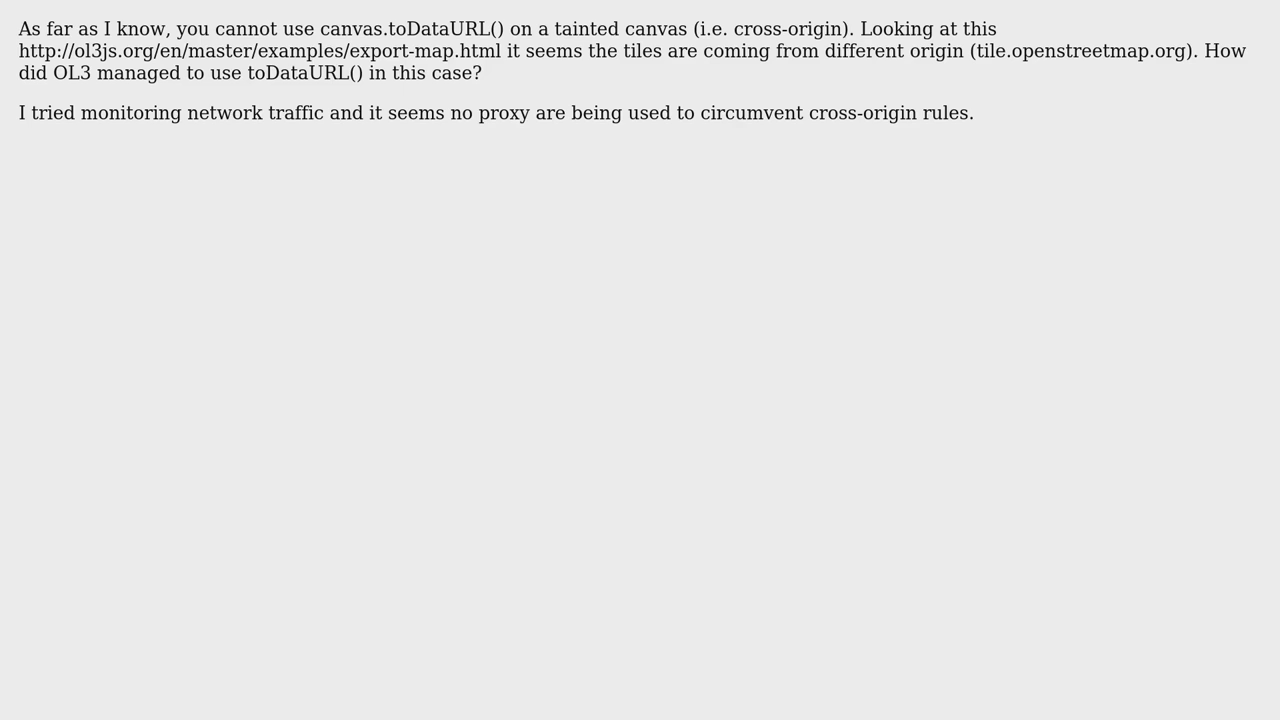 As far as I know, you cannot use canvas.toDataURL() on a tainted canvas (i.e. cross-origin). Looking at this
http://ol3js.org/en/master/examples/export-map.html it seems the tiles are coming from different origin (tile.openstreetmap.org). How
did OL3 managed to use toDataURL() in this case?
I tried monitoring network traffic and it seems no proxy are being used to circumvent cross-origin rules.